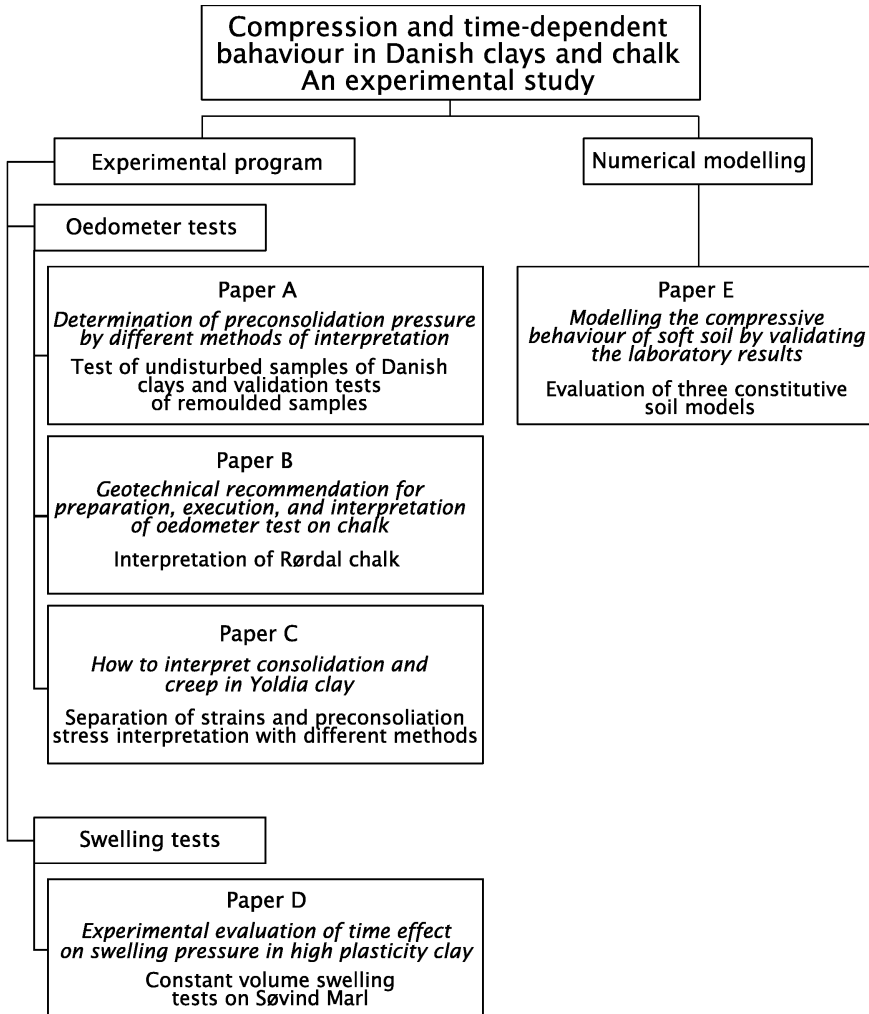 Compression and time-dependent
bahaviour in Danish clays and chalk
An experimental study
Experimental program
Numerical modelling
Oedometer tests
Paper A
Determination of preconsolidation pressure
by different methods of interpretation
Test of undisturbed samples of Danish
clays and validation tests
of remoulded samples
Paper E
Modelling the compressive
behaviour of soft soil by validating
the laboratory results
Evaluation of three constitutive
soil models
Paper B
Geotechnical recommendation for
preparation, execution, and interpretation
of oedometer test on chalk
Interpretation of Rørdal chalk
Paper C
How to interpret consolidation and
creep in Yoldia clay
Separation of strains and preconsoliation
stress interpretation with different methods
Swelling tests
Paper D
Experimental evaluation of time effect
on swelling pressure in high plasticity clay
Constant volume swelling
tests on Søvind Marl